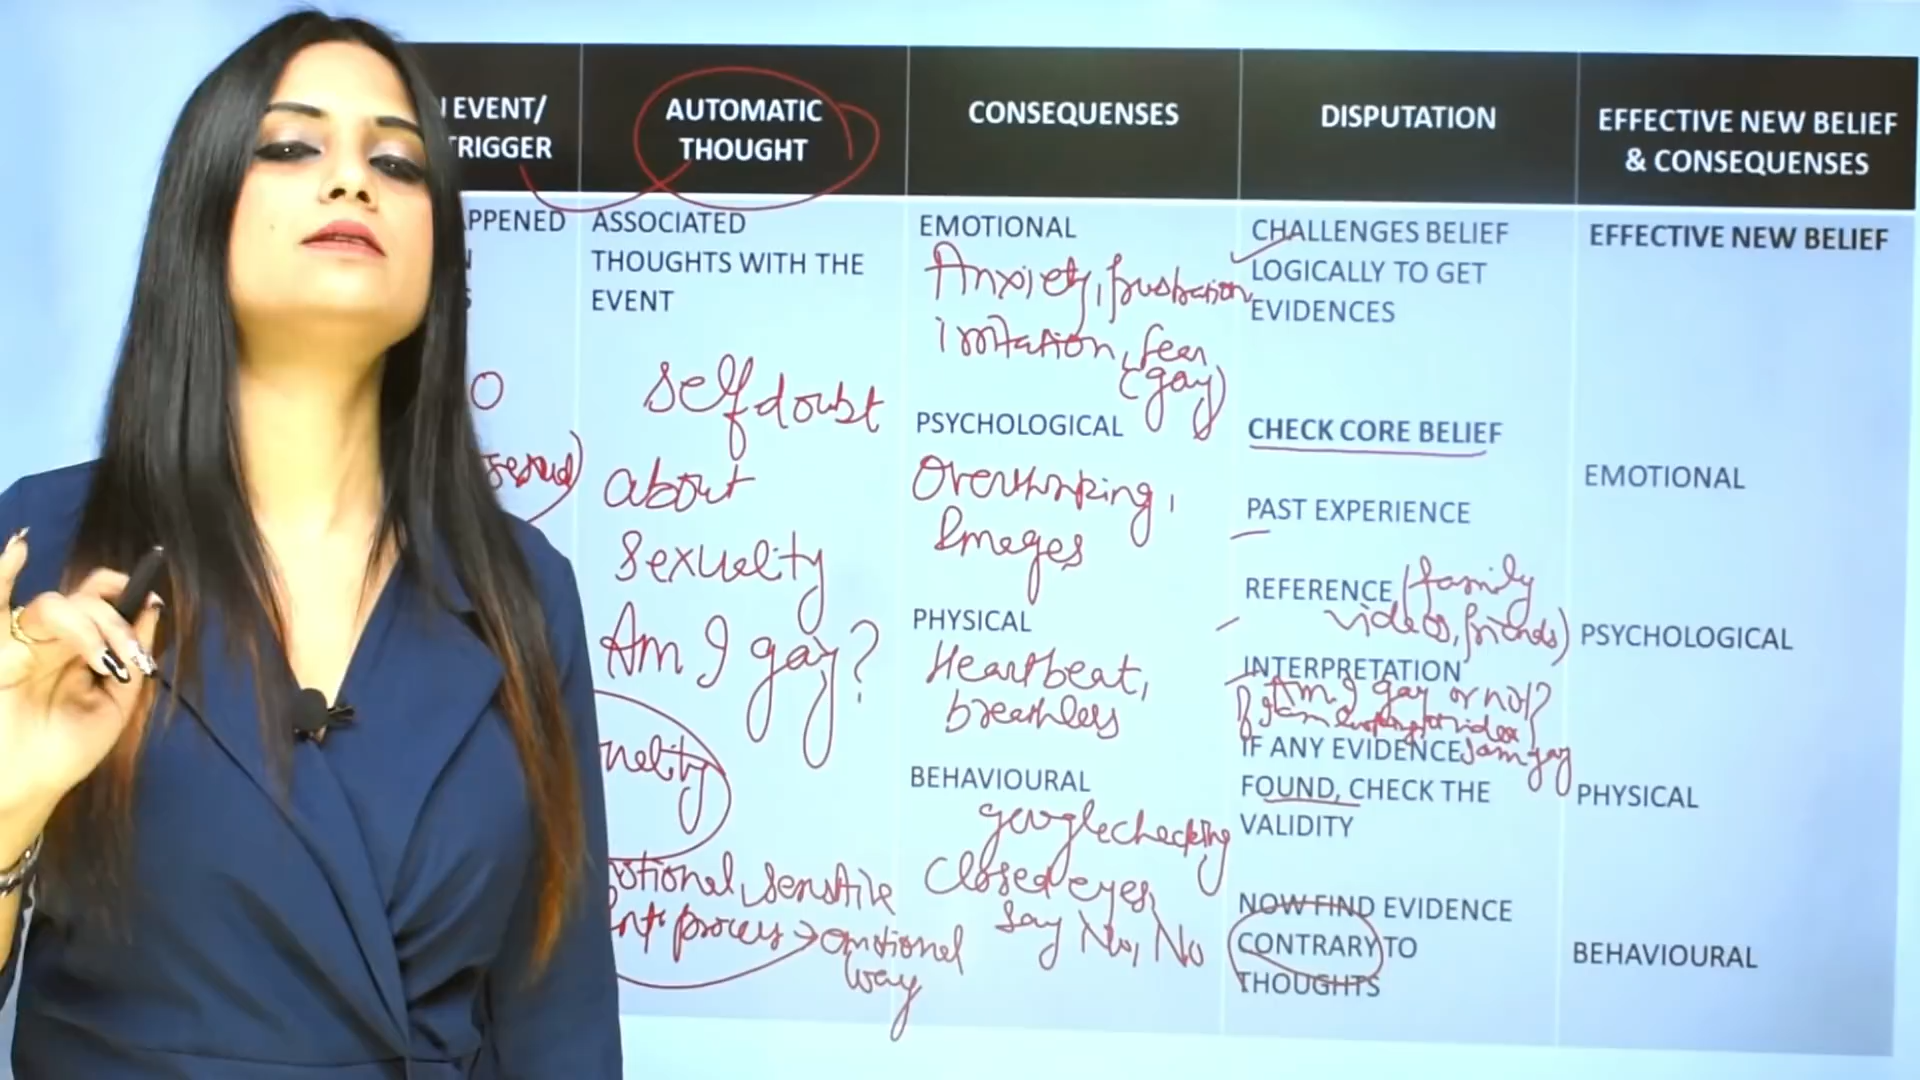 EVENT/
AUTOMATIC
THOUGHT
CONSEQUENSES
DISPUTATION
EFFECTIVE NEW BELIEF
& CONSEQUENSES
ASSOCIATED
THOUGHTS WITH THE
EVENT
self doubt
about
sexuelity
Am I gay?
sensitive
process → emotional
way
EMOTIONAL
Anxiety, frustration
irritation, fear
(gay)
PSYCHOLOGICAL
Overthinking,
Images
PHYSICAL
Heartbeat,
breathless
BEHAVIOURAL
google checking
Closed eyes,
say No, No
CHALLENGES BELIEF
LOGICALLY TO GET
EVIDENCES
CHECK CORE BELIEF
PAST EXPERIENCE
REFERENCE (family
videos, friends)
INTERPRETATION
Am I gay or not?
IF ANY EVIDENCE I am gay
FOUND, CHECK THE
VALIDITY
NOW FIND EVIDENCE
CONTRARY TO
THOUGHTS
EFFECTIVE NEW BELIEF
EMOTIONAL
PSYCHOLOGICAL
PHYSICAL
BEHAVIOURAL